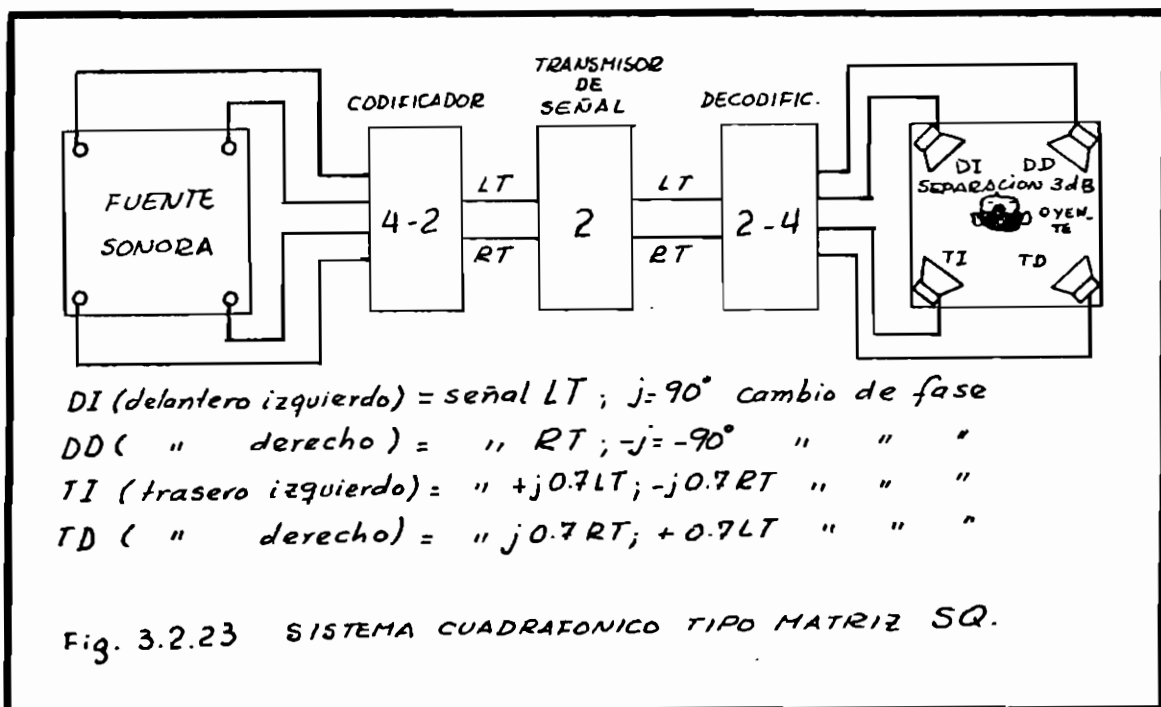 TRANSMISOR
DE
SEÑAL
CODIFICADOR
DECODIFIC.
FUENTE
SONORA
4-2
LT
RT
2
LT
RT
2-4
DI DD
SEPARACION 3dB
OYEN_
TE
TI TD
DI (delantero izquierdo) = señal LT ; j=90° cambio de fase
DD ( " derecho ) = " RT ; -j=-90° " " "
TI (trasero izquierdo) = " +j0.7LT; -j0.7RT " " "
TD ( " derecho) = " j0.7RT; +0.7LT " " "
Fig. 3.2.23 SISTEMA CUADRAFONICO TIPO MATRIZ SQ.